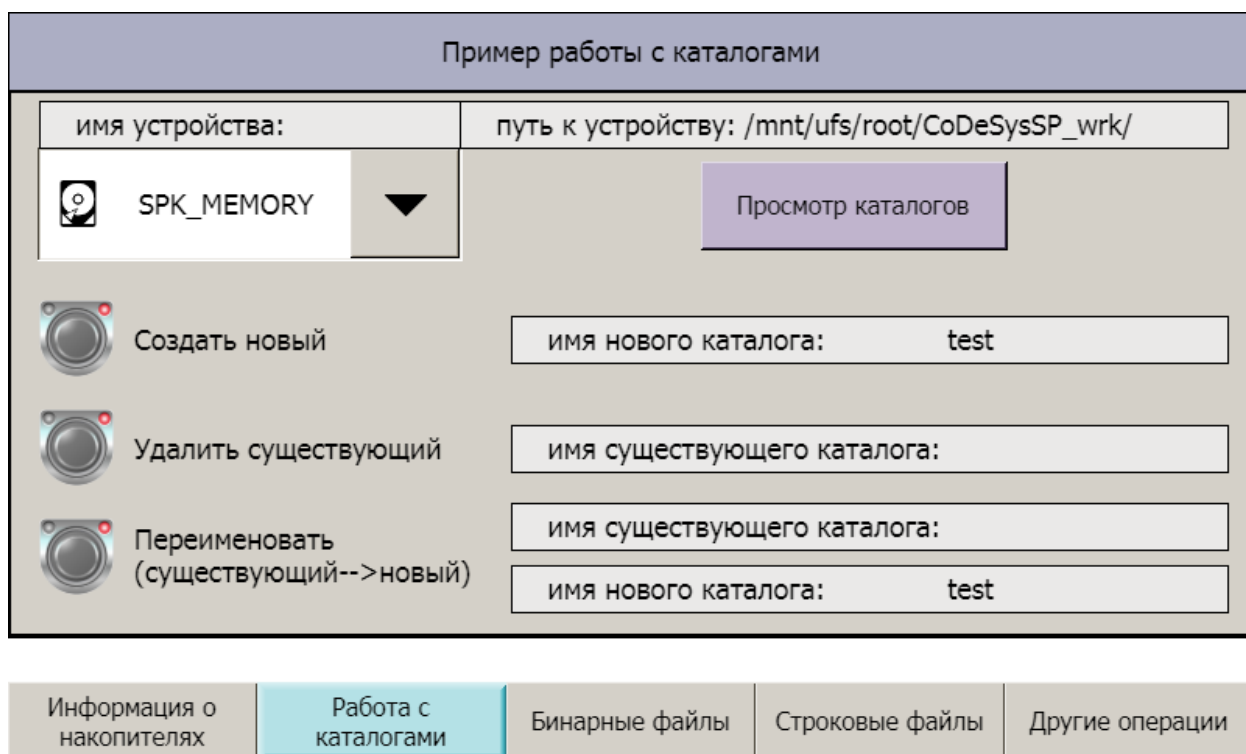 Пример работы с каталогами
имя устройства:
путь к устройству: /mnt/ufs/root/CoDeSysSP_wrk/
SPK_MEMORY
Просмотр каталогов
Создать новый
имя нового каталога: test
Удалить существующий
имя существующего каталога:
Переименовать
(существующий-->новый)
имя существующего каталога:
имя нового каталога: test
Информация о
накопителях
Работа с
каталогами
Бинарные файлы
Строковые файлы
Другие операции